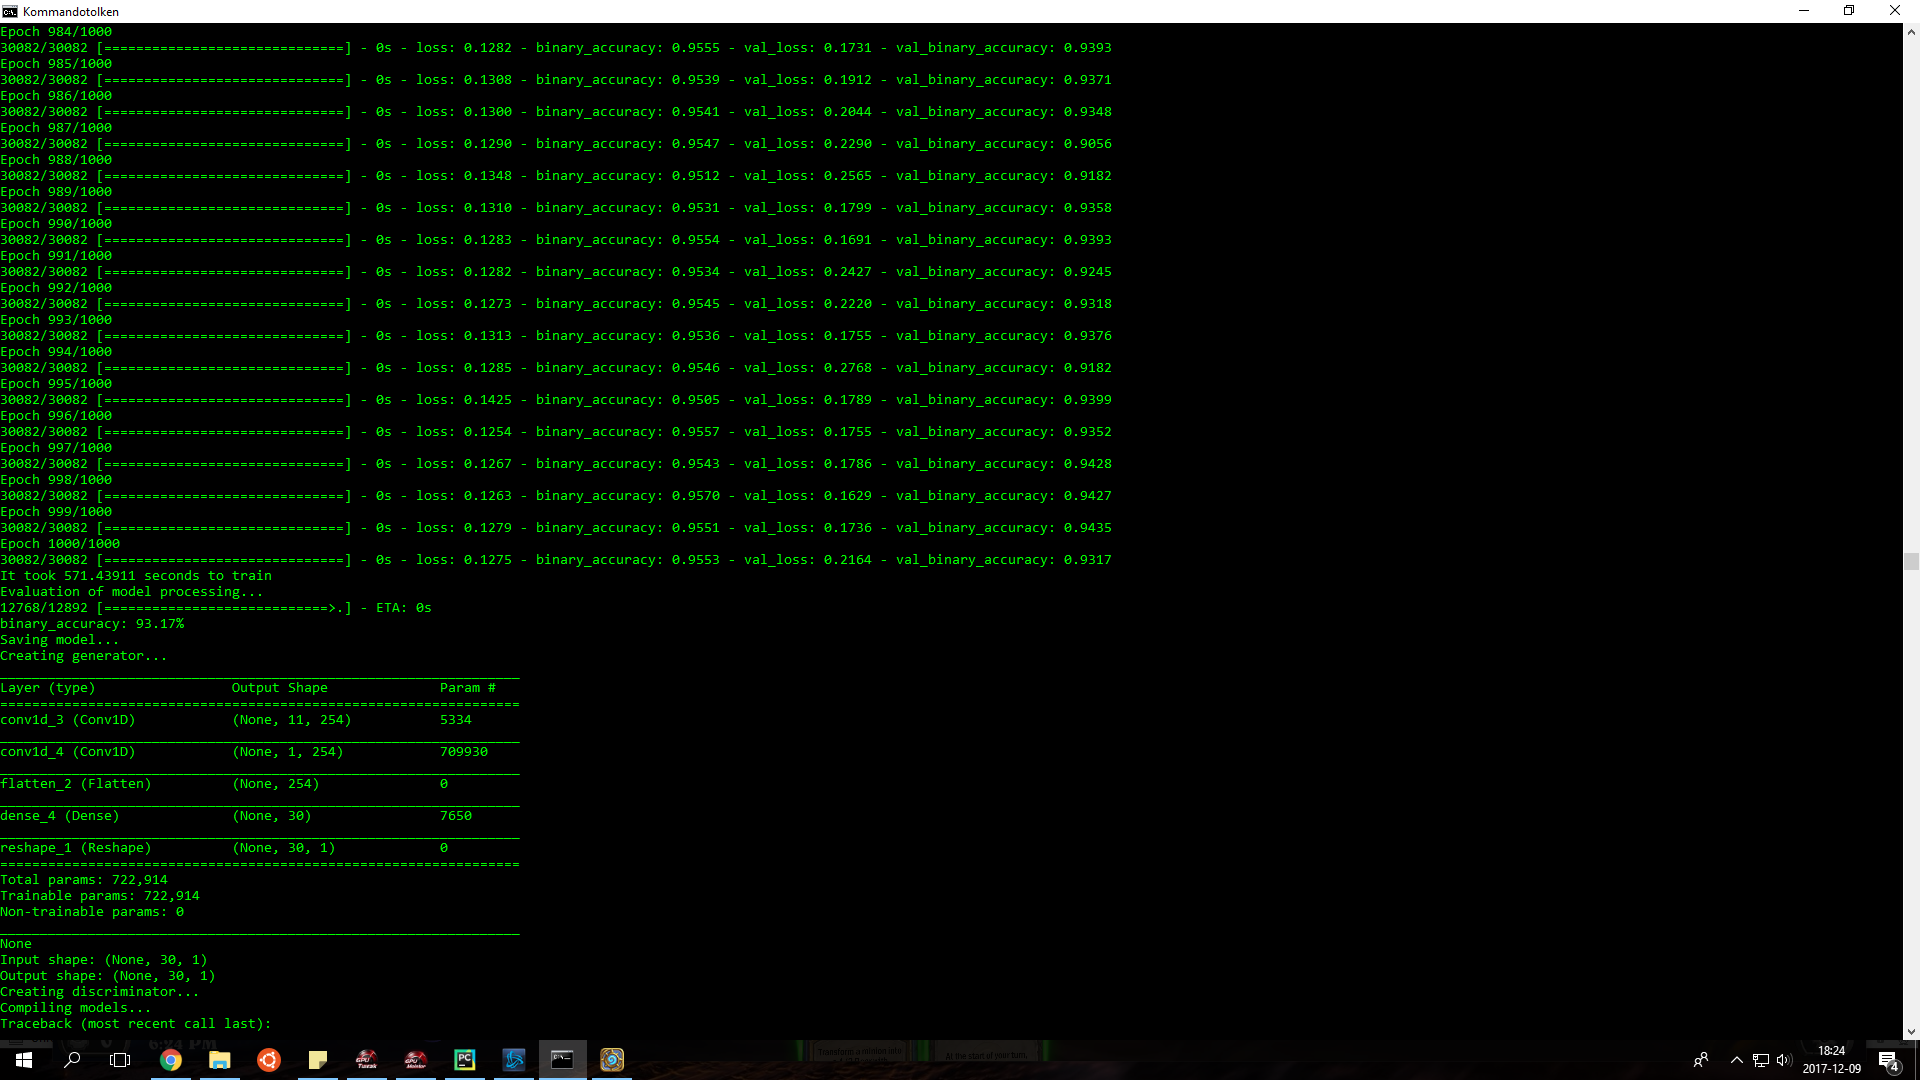 Kommandotolken
Epoch 984/1000
30082/30082 [==============================] - 0s - loss: 0.1282 - binary_accuracy: 0.9555 - val_loss: 0.1731 - val_binary_accuracy: 0.9393
Epoch 985/1000
30082/30082 [==============================] - 0s - loss: 0.1308 - binary_accuracy: 0.9539 - val_loss: 0.1912 - val_binary_accuracy: 0.9371
Epoch 986/1000
30082/30082 [==============================] - 0s - loss: 0.1300 - binary_accuracy: 0.9541 - val_loss: 0.2044 - val_binary_accuracy: 0.9348
Epoch 987/1000
30082/30082 [==============================] - 0s - loss: 0.1290 - binary_accuracy: 0.9547 - val_loss: 0.2290 - val_binary_accuracy: 0.9056
Epoch 988/1000
30082/30082 [==============================] - 0s - loss: 0.1348 - binary_accuracy: 0.9512 - val_loss: 0.2565 - val_binary_accuracy: 0.9182
Epoch 989/1000
30082/30082 [==============================] - 0s - loss: 0.1310 - binary_accuracy: 0.9531 - val_loss: 0.1799 - val_binary_accuracy: 0.9358
Epoch 990/1000
30082/30082 [==============================] - 0s - loss: 0.1283 - binary_accuracy: 0.9554 - val_loss: 0.1691 - val_binary_accuracy: 0.9393
Epoch 991/1000
30082/30082 [==============================] - 0s - loss: 0.1282 - binary_accuracy: 0.9534 - val_loss: 0.2427 - val_binary_accuracy: 0.9245
Epoch 992/1000
30082/30082 [==============================] - 0s - loss: 0.1273 - binary_accuracy: 0.9545 - val_loss: 0.2220 - val_binary_accuracy: 0.9318
Epoch 993/1000
30082/30082 [==============================] - 0s - loss: 0.1313 - binary_accuracy: 0.9536 - val_loss: 0.1755 - val_binary_accuracy: 0.9376
Epoch 994/1000
30082/30082 [==============================] - 0s - loss: 0.1285 - binary_accuracy: 0.9546 - val_loss: 0.2768 - val_binary_accuracy: 0.9182
Epoch 995/1000
30082/30082 [==============================] - 0s - loss: 0.1425 - binary_accuracy: 0.9505 - val_loss: 0.1789 - val_binary_accuracy: 0.9399
Epoch 996/1000
30082/30082 [==============================] - 0s - loss: 0.1254 - binary_accuracy: 0.9557 - val_loss: 0.1755 - val_binary_accuracy: 0.9352
Epoch 997/1000
30082/30082 [==============================] - 0s - loss: 0.1267 - binary_accuracy: 0.9543 - val_loss: 0.1786 - val_binary_accuracy: 0.9428
Epoch 998/1000
30082/30082 [==============================] - 0s - loss: 0.1263 - binary_accuracy: 0.9570 - val_loss: 0.1629 - val_binary_accuracy: 0.9427
Epoch 999/1000
30082/30082 [==============================] - 0s - loss: 0.1279 - binary_accuracy: 0.9551 - val_loss: 0.1736 - val_binary_accuracy: 0.9435
Epoch 1000/1000
30082/30082 [==============================] - 0s - loss: 0.1275 - binary_accuracy: 0.9553 - val_loss: 0.2164 - val_binary_accuracy: 0.9317
It took 571.43911 seconds to train
Evaluation of model processing...
12768/12892 [============================>.] - ETA: 0s
binary_accuracy: 93.17%
Saving model...
Creating generator...
_________________________________________________________________
Layer (type)                 Output Shape              Param #
=================================================================
conv1d_3 (Conv1D)            (None, 11, 254)           5334
_________________________________________________________________
conv1d_4 (Conv1D)            (None, 1, 254)            709930
_________________________________________________________________
flatten_2 (Flatten)          (None, 254)               0
_________________________________________________________________
dense_4 (Dense)              (None, 30)                7650
_________________________________________________________________
reshape_1 (Reshape)          (None, 30, 1)             0
=================================================================
Total params: 722,914
Trainable params: 722,914
Non-trainable params: 0
_________________________________________________________________
None
Input shape: (None, 30, 1)
Output shape: (None, 30, 1)
Creating discriminator...
Compiling models...
Traceback (most recent call last):
18:24
2017-12-09
4